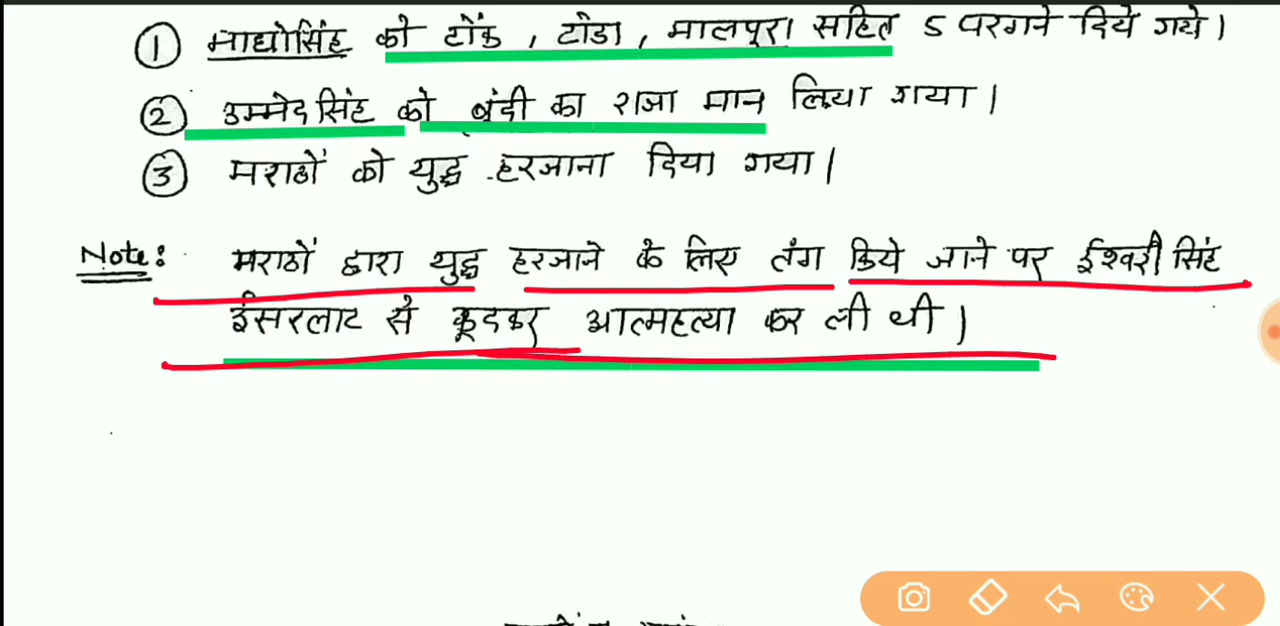 ① माधोसिंह को टोंक , टोडा , मालपुरा सहित 5 परगने दिये गये।
② उम्मेदसिंह को बूंदी का राजा मान लिया गया।
③ मराठों को युद्ध हरजाना दिया गया।
Note: मराठों द्वारा युद्ध हरजाने के लिए तंग किये जाने पर ईश्वरी सिंह
ईसरलाट से कूदकर आत्महत्या कर ली थी।